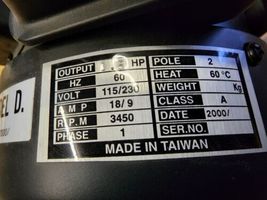 EL D.
OUTPUT HP POLE 2
HZ 60 HEAT 60°C
VOLT 115/230 WEIGHT Kg
AMP 18/9 CLASS A
R.P.M 3450 DATE 2000/
PHASE 1 SER.NO.
MADE IN TAIWAN